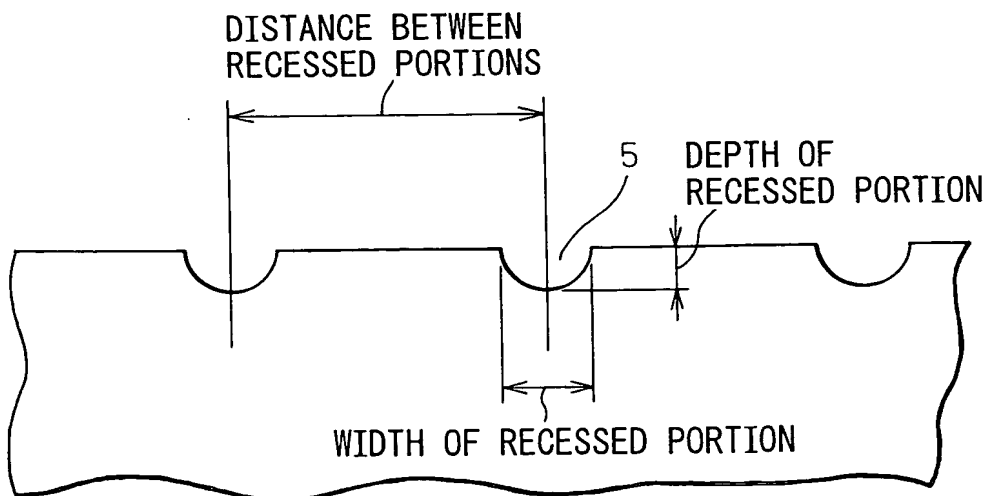 DISTANCE BETWEEN
RECESSED PORTIONS
5
DEPTH OF
RECESSED PORTION
WIDTH OF RECESSED PORTION